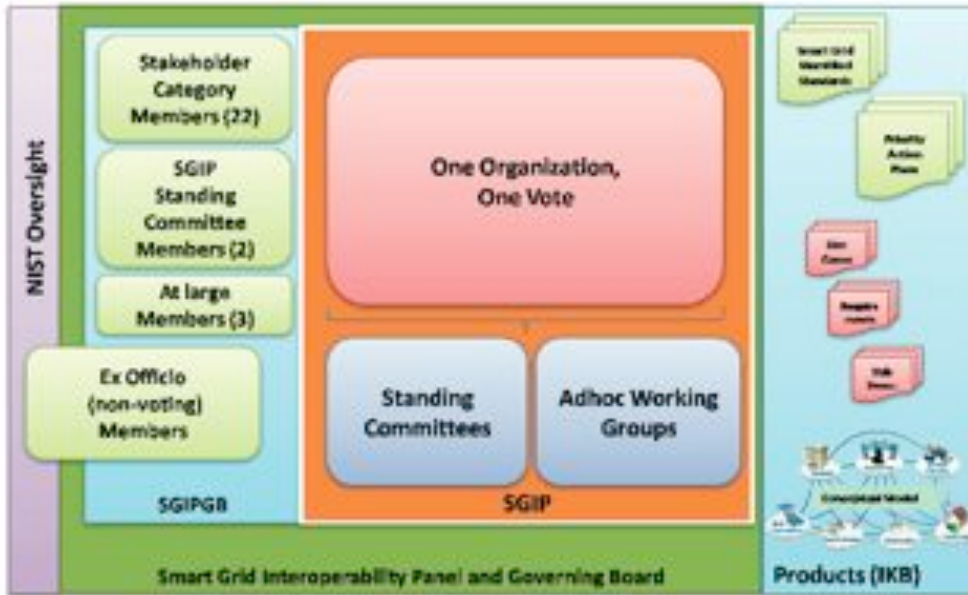 NIST Oversight
Stakeholder
Category
Members (22)
SGIP
Standing
Committee
Members (2)
At large
Members (3)
Ex Officio
(non-voting)
Members
SGIPGB
One Organization,
One Vote
Standing
Committees
Adhoc Working
Groups
SGIP
Smart Grid Interoperability Panel and Governing Board
Smart Grid
Identified
Standards
Priority
Action
Plans
Use
Cases
Conceptual Model
Products (IKB)